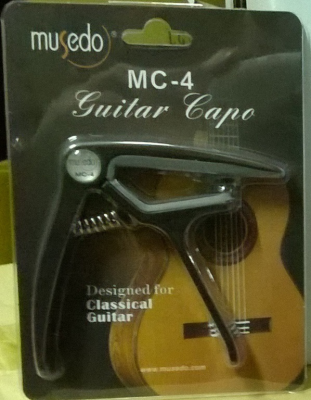 musedo
MC-4
Guitar Capo
musedo
MC-4
Designed for
Classical
Guitar
www.musedo.com